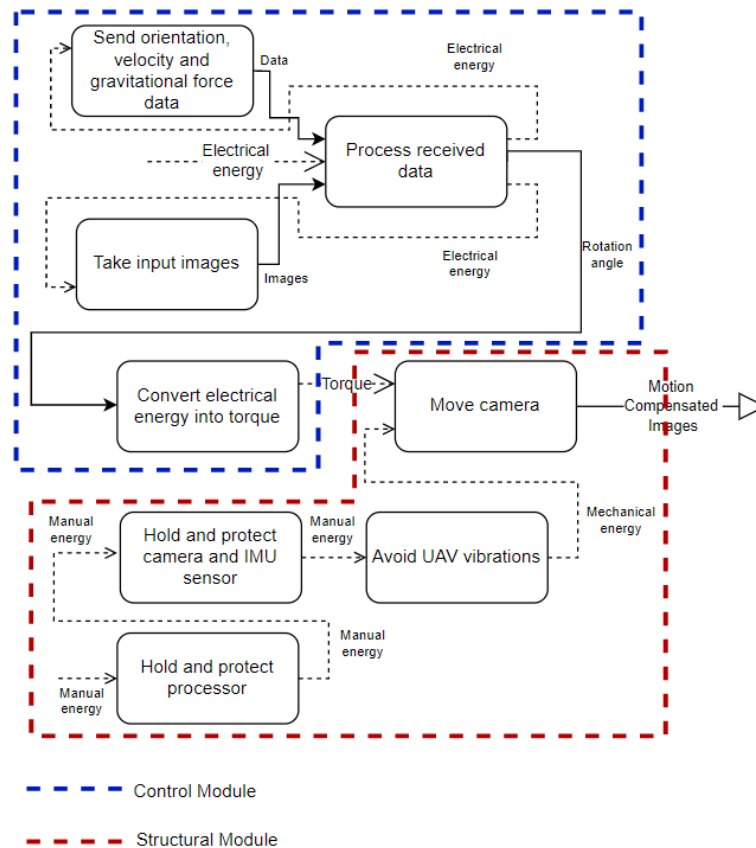 Send orientation,
velocity and
gravitational force
data
Data
Electrical
energy
Electrical
energy
Process received
data
Take input images
Images
Electrical
energy
Rotation
angle
Convert electrical
energy into torque
Torque
Move camera
Motion
Compensated
Images
Manual
energy
Hold and protect
camera and IMU
sensor
Manual
energy
Avoid UAV vibrations
Mechanical
energy
Manual
energy
Hold and protect
processor
Manual
energy
Control Module
Structural Module